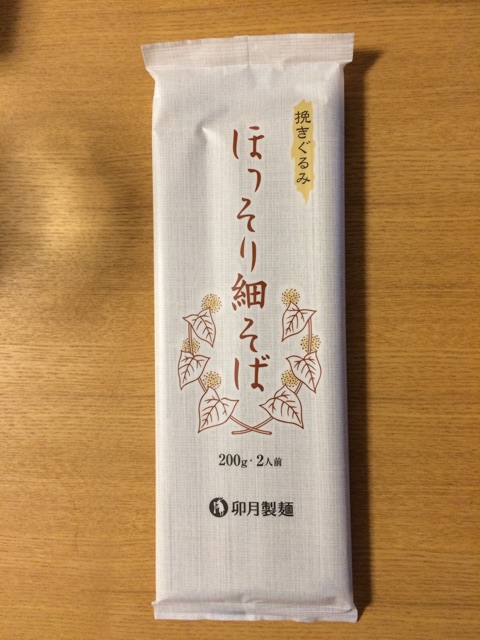 挽きぐるみ
ほっそり細そば
200g・2人前
卯月製麺